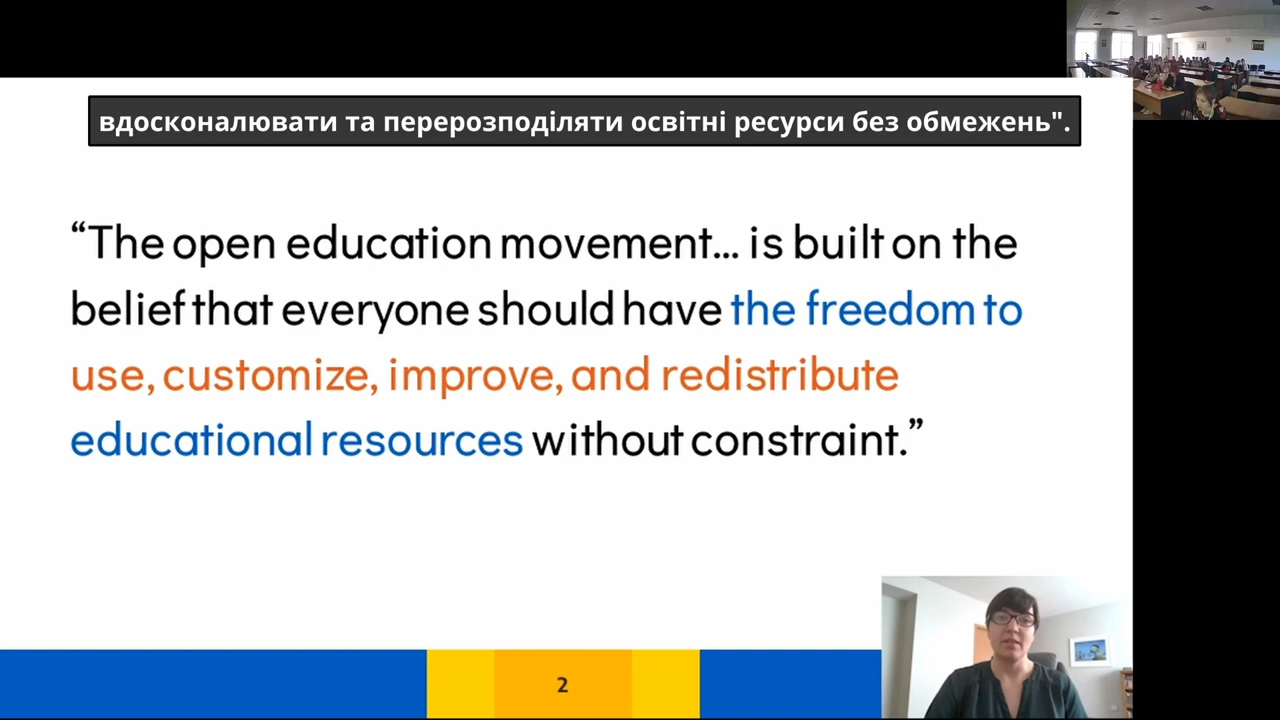 вдосконалювати та перерозподіляти освітні ресурси без обмежень".
“The open education movement... is built on the
belief that everyone should have the freedom to
use, customize, improve, and redistribute
educational resources without constraint.”
2